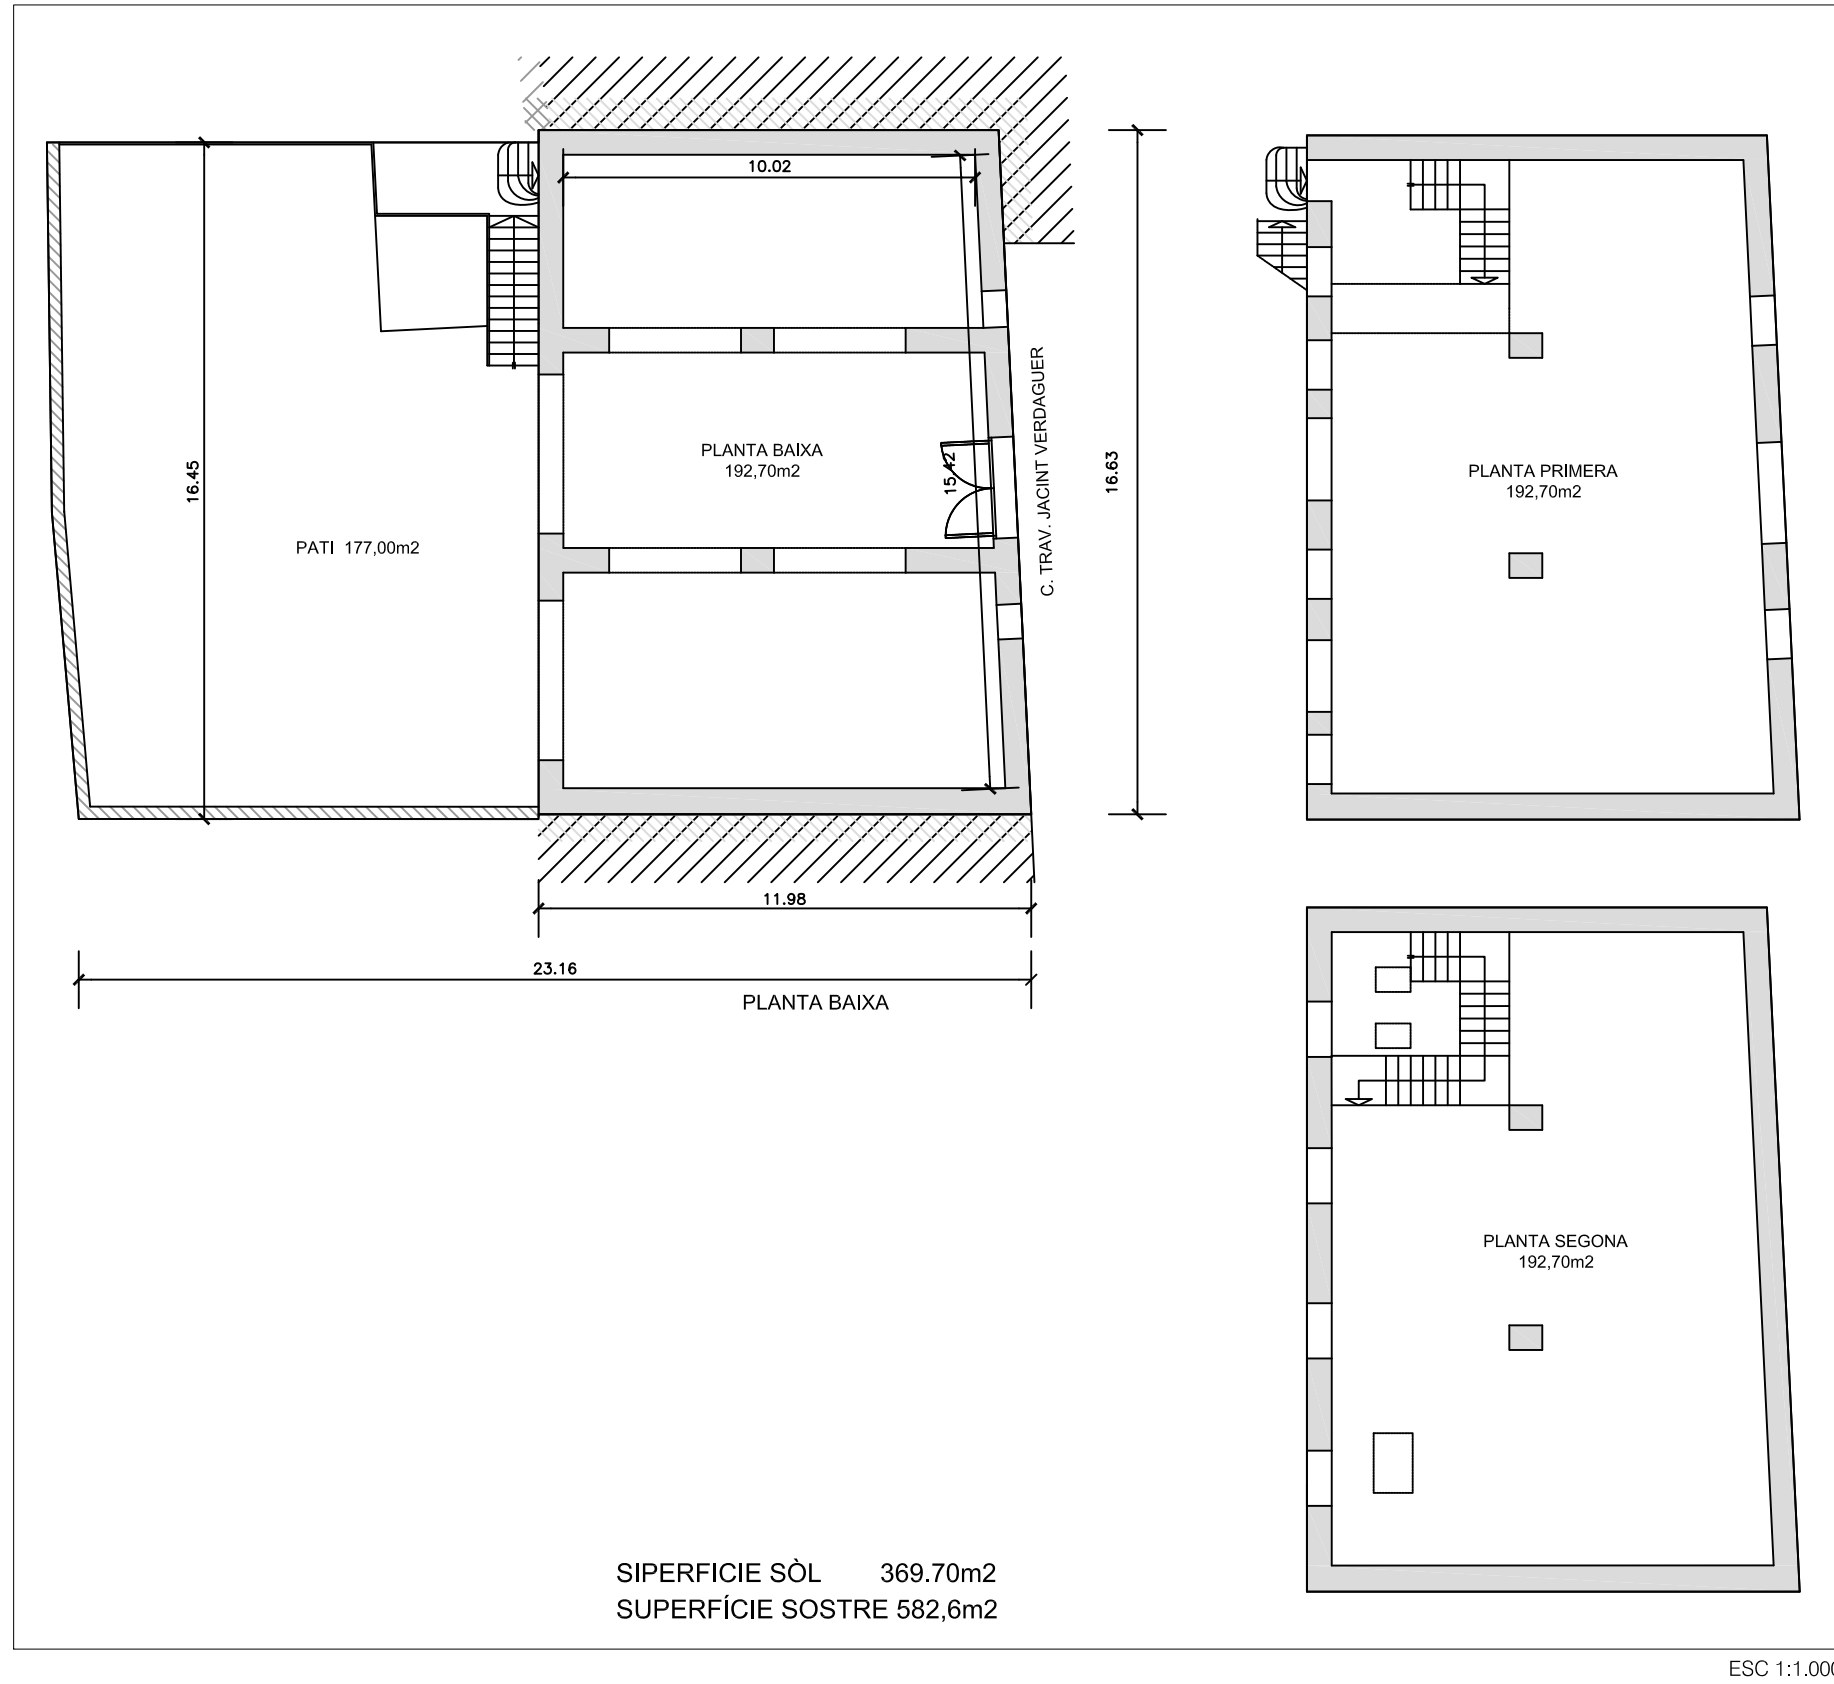 10.02
16.45
PLANTA BAIXA
192,70m2
15.42
C. TRAV. JACINT VERDAGUER
16.63
PATI 177,00m2
11.98
23.16
PLANTA BAIXA
PLANTA PRIMERA
192,70m2
PLANTA SEGONA
192,70m2
SIPERFICIE SÒL 369.70m2
SUPERFÍCIE SOSTRE 582,6m2
ESC 1:1.000